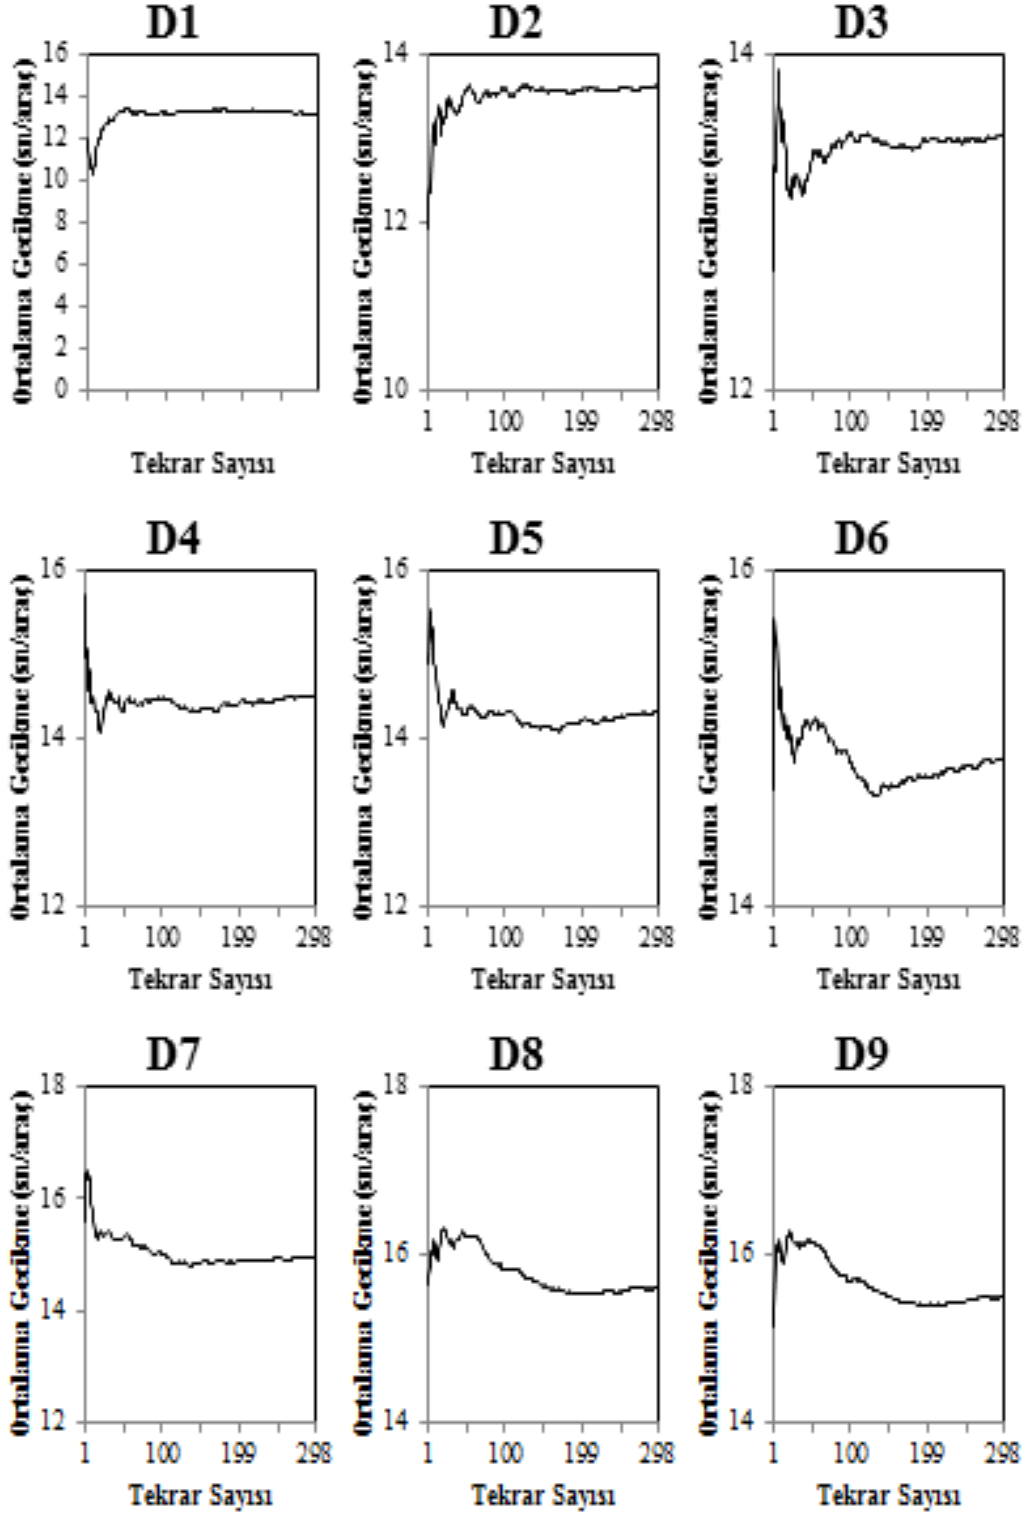 D1
D2
D3
Ortalama Gecikme (sn/araç)
16
14
12
10
8
6
4
2
0
Tekrar Sayısı
Ortalama Gecikme (sn/araç)
14
12
10
1 100 199 298
Tekrar Sayısı
Ortalama Gecikme (sn/araç)
14
12
1 100 199 298
Tekrar Sayısı
D4
D5
D6
Ortalama Gecikme (sn/araç)
16
14
12
1 100 199 298
Tekrar Sayısı
Ortalama Gecikme (sn/araç)
16
14
12
1 100 199 298
Tekrar Sayısı
Ortalama Gecikme (sn/araç)
16
14
1 100 199 298
Tekrar Sayısı
D7
D8
D9
Ortalama Gecikme (sn/araç)
18
16
14
12
1 100 199 298
Tekrar Sayısı
Ortalama Gecikme (sn/araç)
18
16
14
1 100 199 298
Tekrar Sayısı
Ortalama Gecikme (sn/araç)
18
16
14
1 100 199 298
Tekrar Sayısı